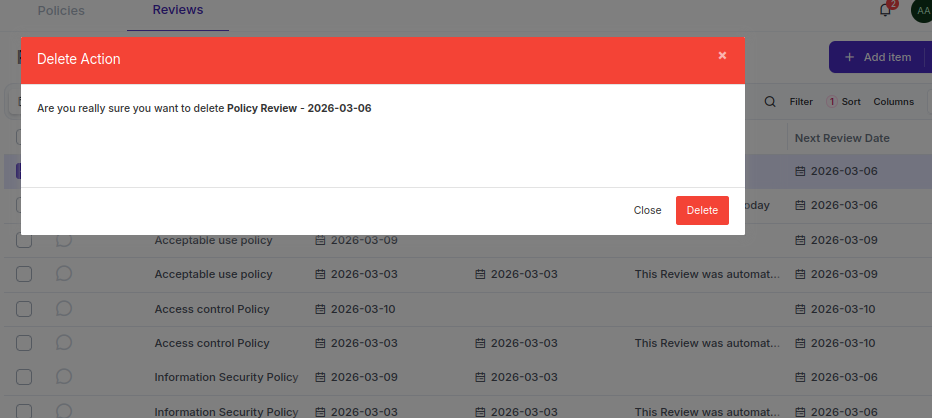 Policies Reviews 2 AA
Delete Action ×
Add item
Are you really sure you want to delete Policy Review - 2026-03-06
Filter 1 Sort Columns
Next Review Date
2026-03-06
oday 2026-03-06
Close Delete
Acceptable use policy 2026-03-09 2026-03-09
Acceptable use policy 2026-03-03 2026-03-03 This Review was automat... 2026-03-09
Access control Policy 2026-03-10 2026-03-10
Access control Policy 2026-03-03 2026-03-03 This Review was automat... 2026-03-10
Information Security Policy 2026-03-09 2026-03-03 2026-03-06
Information Security Policy 2026-03-03 2026-03-03 This Review was automat... 2026-03-06